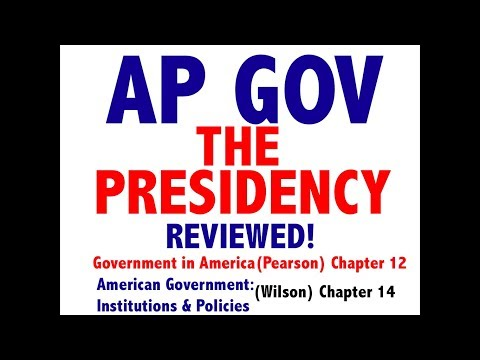 AP GOV
THE
PRESIDENCY
REVIEWED!
Government in America(Pearson) Chapter 12
American Government: (Wilson) Chapter 14
Institutions & Policies